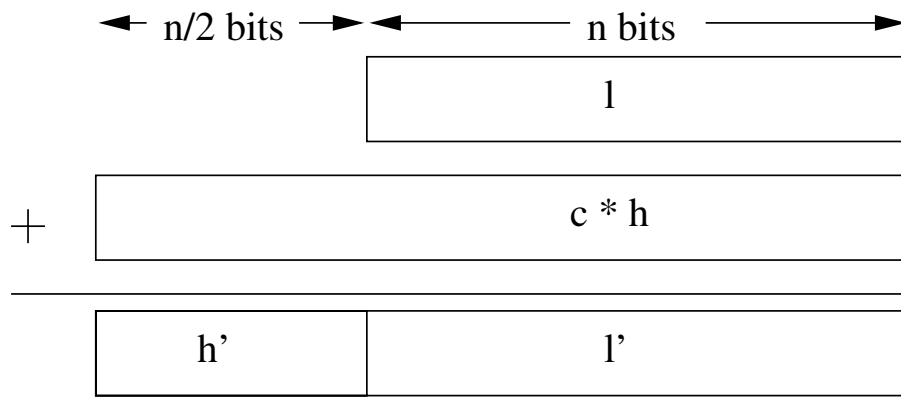 n/2 bits n bits
l
+ c * h
h’ l’